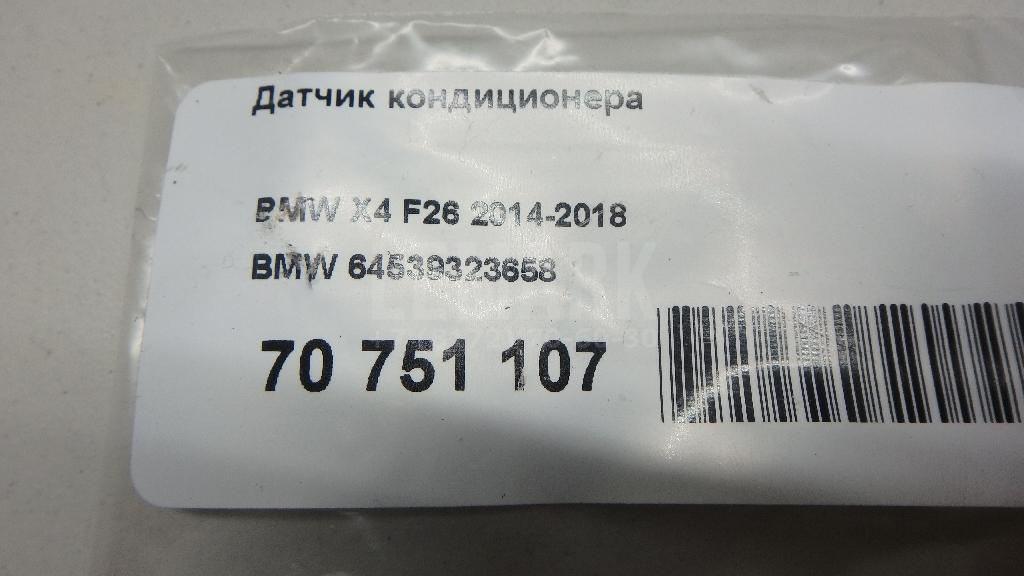 Датчик кондиционера
BMW X4 F26 2014-2018
BMW 64539323658
70 751 107